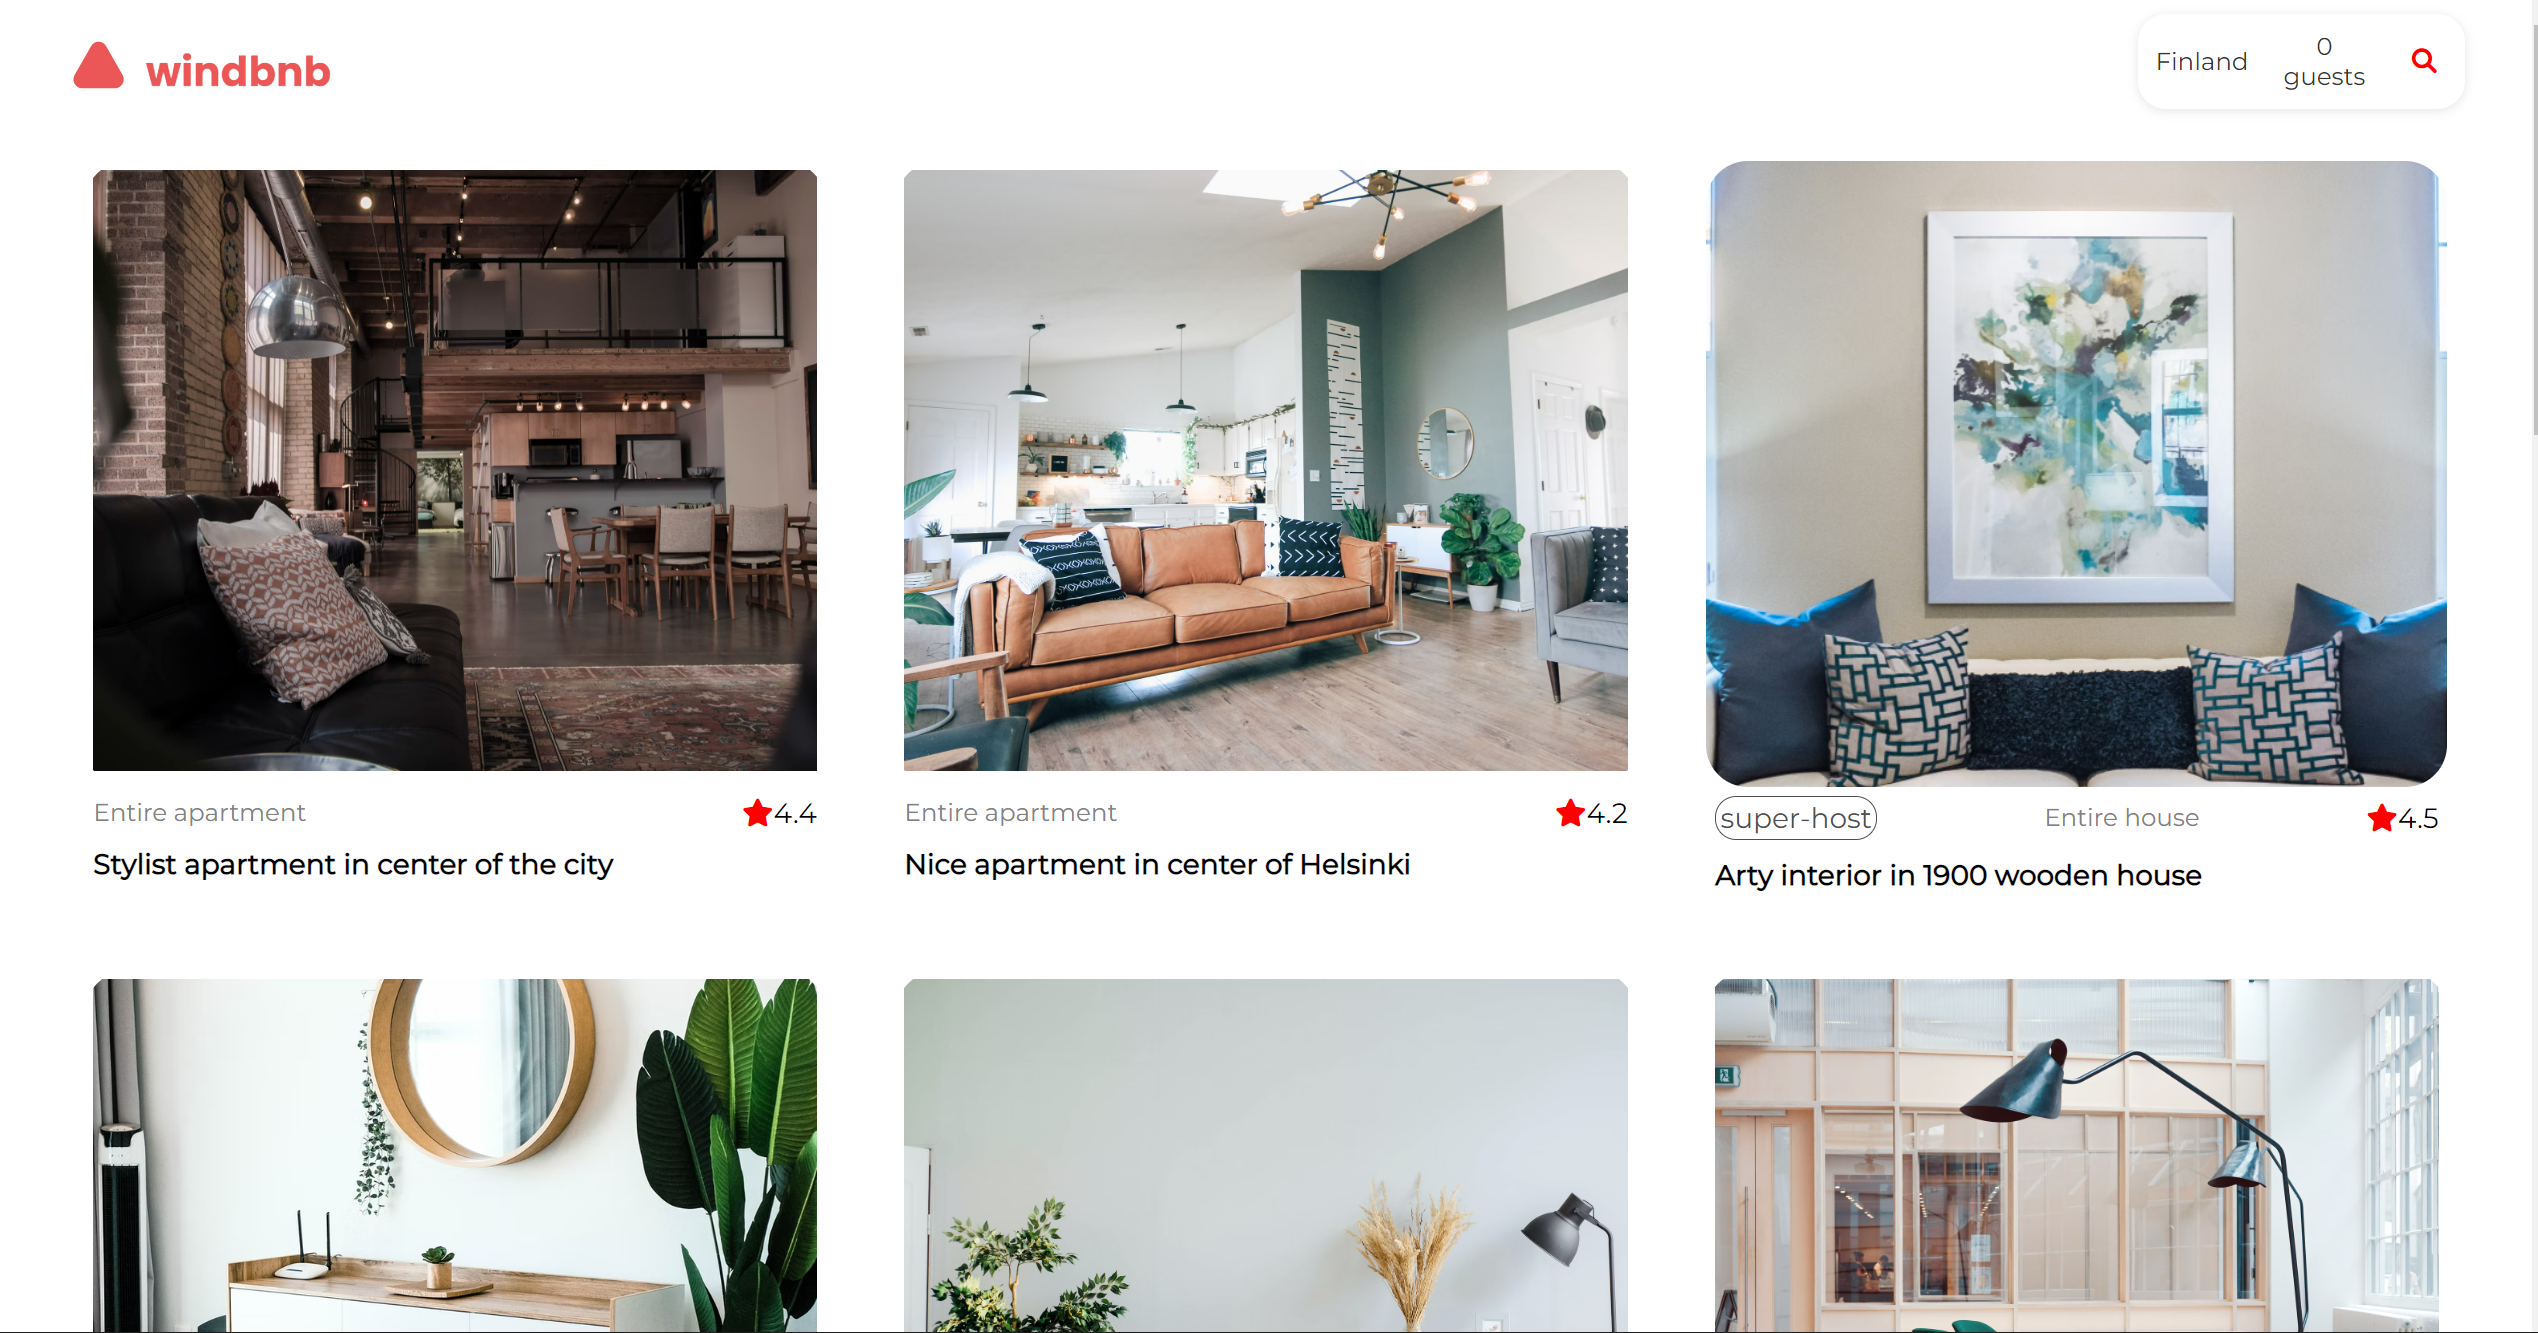 windbnb
Finland
0
guests
Entire apartment
4.4
Stylist apartment in center of the city
Entire apartment
4.2
Nice apartment in center of Helsinki
super-host
Entire house
4.5
Arty interior in 1900 wooden house